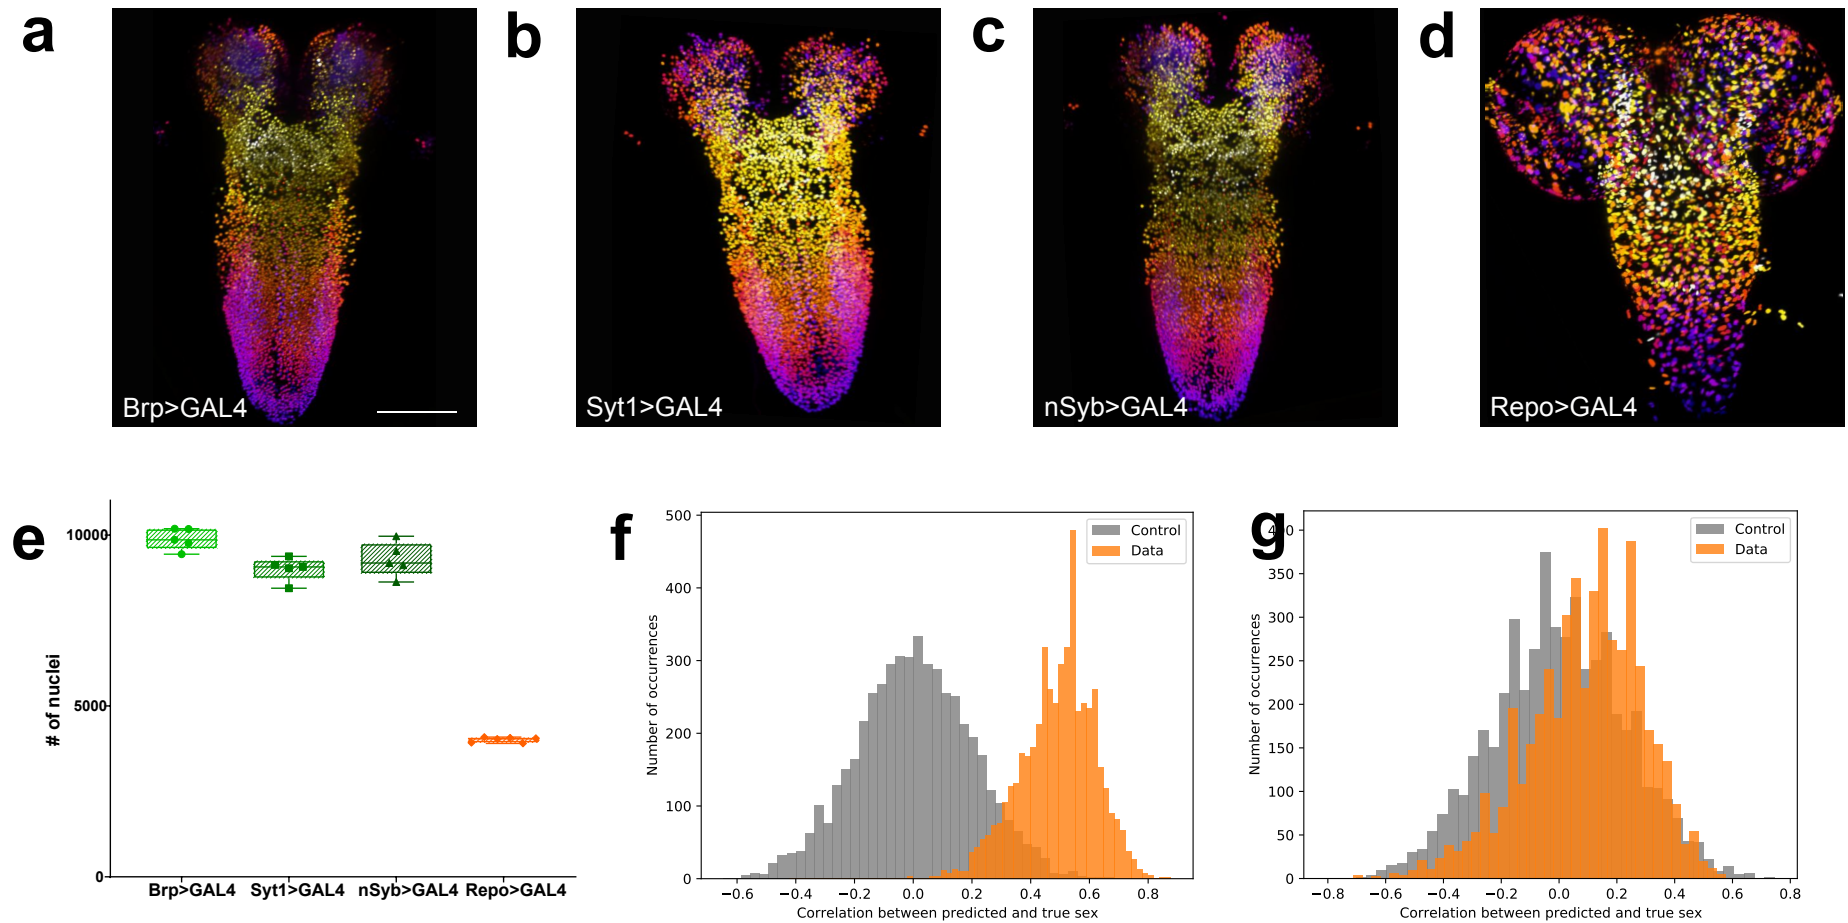 a
b
c
d
Brp>GAL4
Syt1>GAL4
nSyb>GAL4
Repo>GAL4
e
# of nuclei
10000
5000
0
Brp>GAL4 Syt1>GAL4 nSyb>GAL4 Repo>GAL4
f
Number of occurrences
500
400
300
200
100
0
Control
Data
−0.6 −0.4 −0.2 0.0 0.2 0.4 0.6 0.8
Correlation between predicted and true sex
g
Number of occurrences
350
300
250
200
150
100
50
0
Control
Data
−0.8 −0.6 −0.4 −0.2 0.0 0.2 0.4 0.6 0.8
Correlation between predicted and true sex